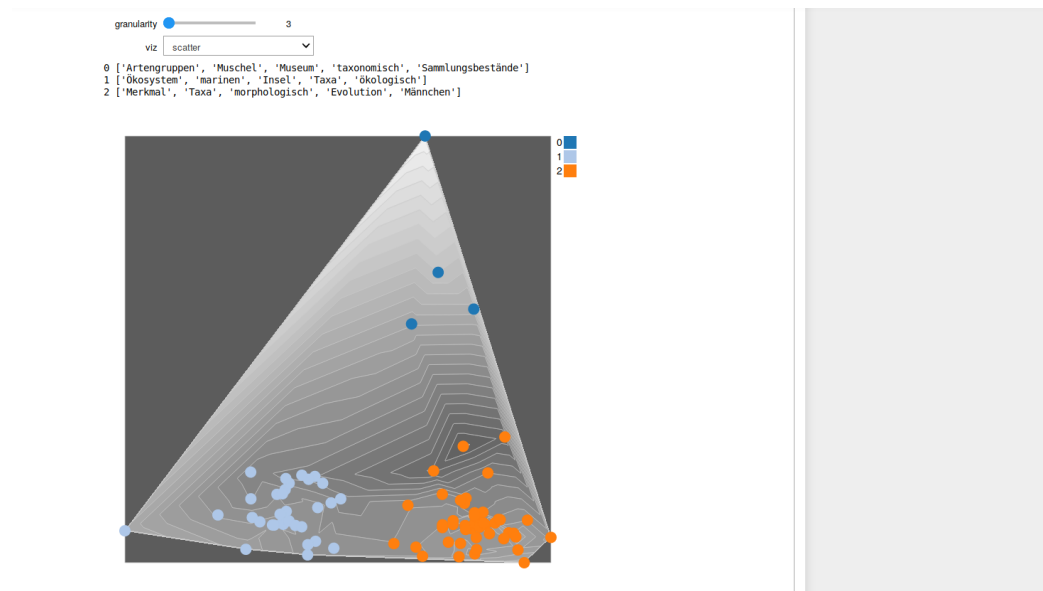 granularity 3
viz scatter
0 ['Artengruppen', 'Muschel', 'Museum', 'taxonomisch', 'Sammlungsbestände']
1 ['Ökosystem', 'marinen', 'Insel', 'Taxa', 'ökologisch']
2 ['Merkmal', 'Taxa', 'morphologisch', 'Evolution', 'Männchen']
0
1
2